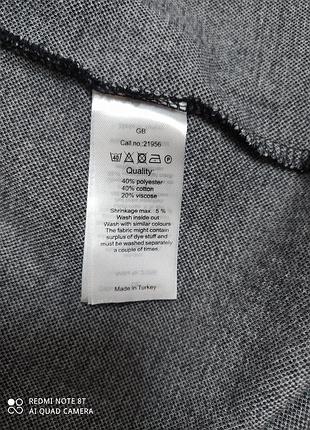 GB
Call no.:21956
40
Quality:
40% polyester
40% cotton
20% viscose
Shrinkage max. 5 %
Wash inside out
Wash with similar colours
The fabric might contain
surplus of dye stuff and
must be washed separately
a couple of times.
Made in Turkey
REDMI NOTE 8T
AI QUAD CAMERA